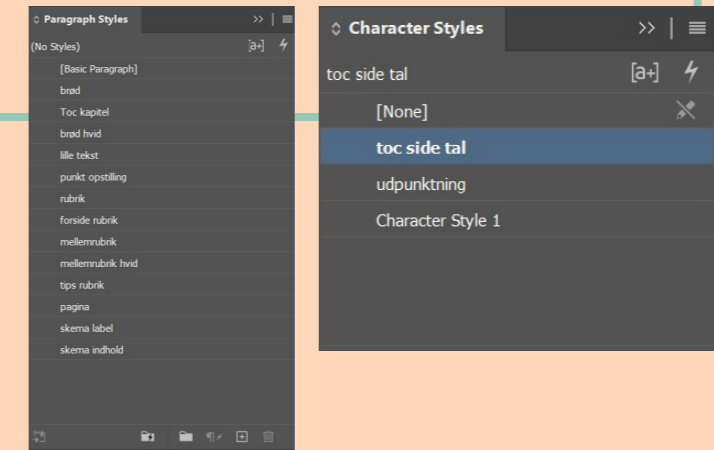 Paragraph Styles
(No Styles)
[Basic Paragraph]
brød
Toc kapitel
brød hvid
lille tekst
punkt opstilling
rubrik
forside rubrik
mellemrubrik
mellemrubrik hvid
tips rubrik
pagina
skema label
skema indhold
Character Styles
toc side tal
[a+]
[None]
toc side tal
udpunktning
Character Style 1